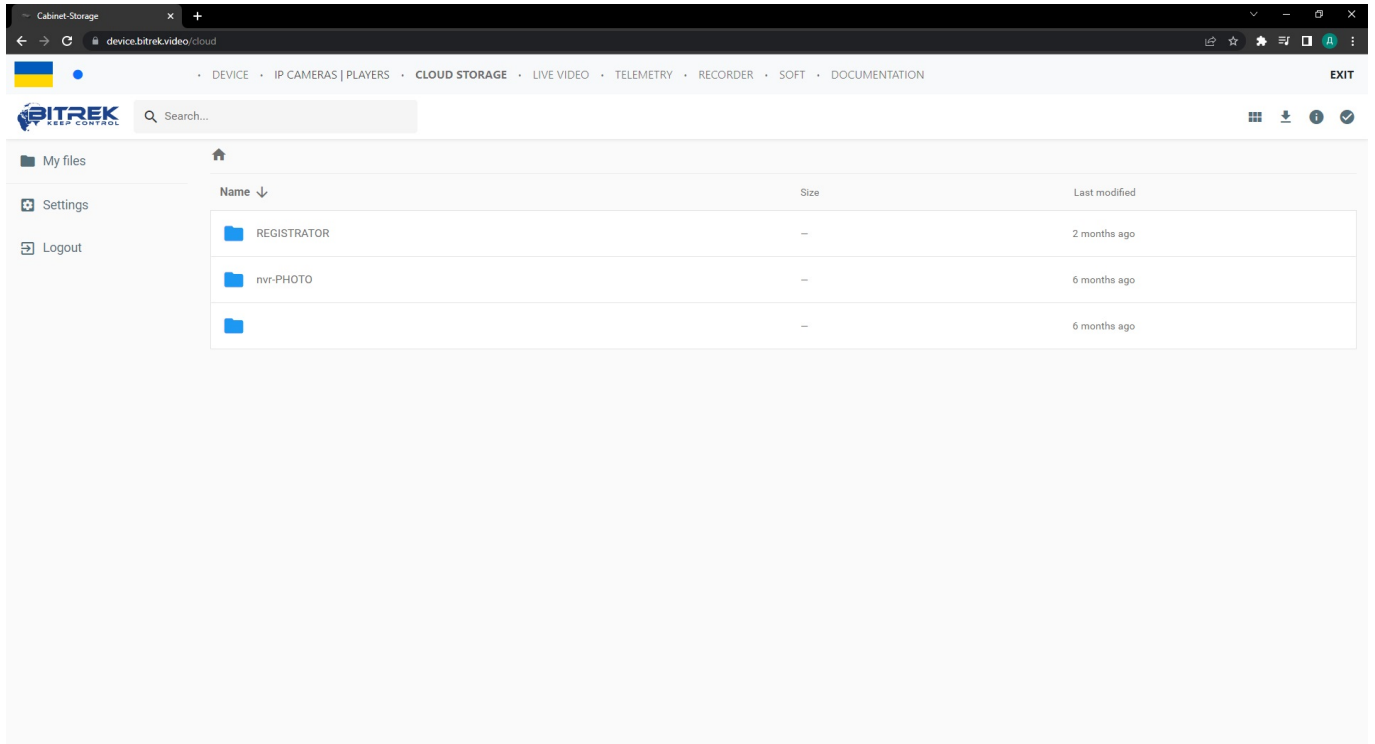 Cabinet-Storage
device.bitrek.video/cloud
Д
• DEVICE • IP CAMERAS | PLAYERS • CLOUD STORAGE • LIVE VIDEO • TELEMETRY • RECORDER • SOFT • DOCUMENTATION
EXIT
BITREK
KEEP CONTROL
Search...
My files
Settings
Logout
Name Size Last modified
REGISTRATOR – 2 months ago
nvr-PHOTO – 6 months ago
– 6 months ago